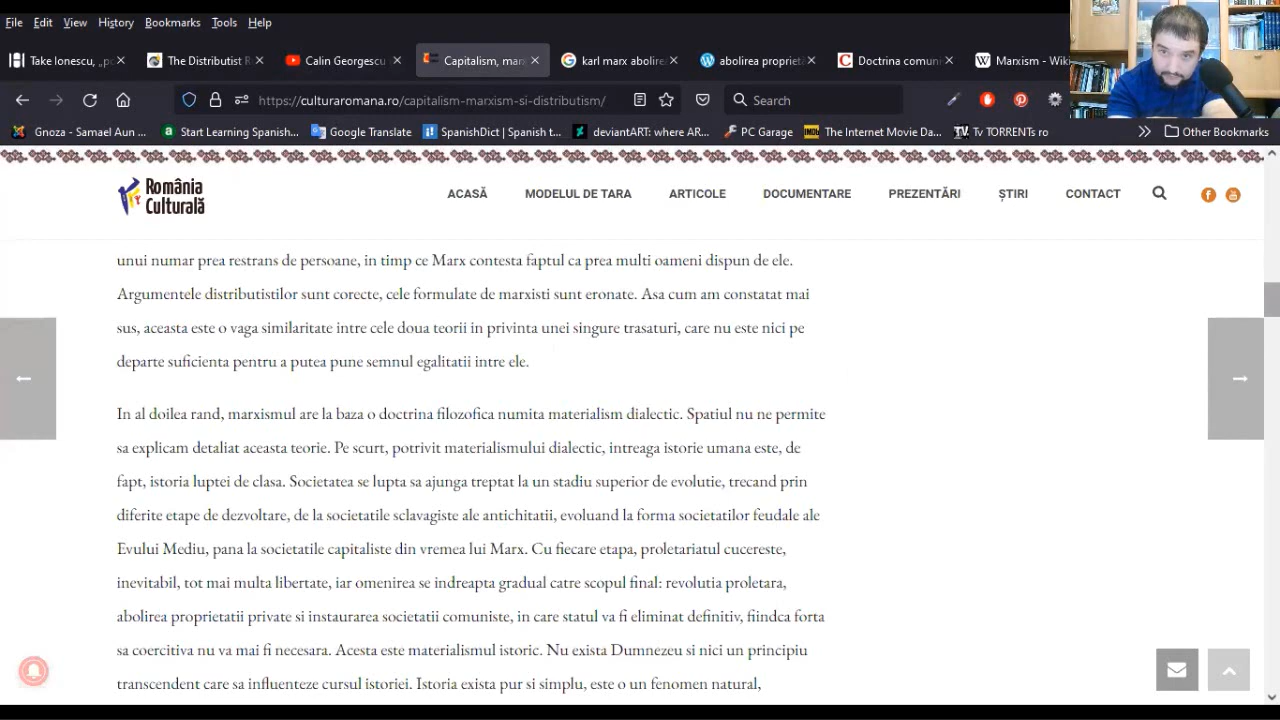 File Edit View History Bookmarks Tools Help
Take Ionescu, „p
The Distributist R
Calin Georgescu
Capitalism, mar
karl marx abolire
abolirea propriet
Doctrina comun
Marxism - Wik
https://culturaromana.ro/capitalism-marxism-si-distributism/
Search
Gnoza - Samael Aun ...
Start Learning Spanish...
Google Translate
SpanishDict | Spanish t...
deviantART: where AR...
PC Garage
The Internet Movie Da...
Tv TORRENTs ro
Other Bookmarks
România
Culturală
ACASĂ MODELUL DE TARA ARTICOLE DOCUMENTARE PREZENTĂRI ȘTIRI CONTACT
unui numar prea restrans de persoane, in timp ce Marx contesta faptul ca prea multi oameni dispun de ele.
Argumentele distributistilor sunt corecte, cele formulate de marxisti sunt eronate. Asa cum am constatat mai
sus, aceasta este o vaga similaritate intre cele doua teorii in privinta unei singure trasaturi, care nu este nici pe
departe suficienta pentru a putea pune semnul egalitatii intre ele.
In al doilea rand, marxismul are la baza o doctrina filozofica numita materialism dialectic. Spatiul nu ne permite
sa explicam detaliat aceasta teorie. Pe scurt, potrivit materialismului dialectic, intreaga istorie umana este, de
fapt, istoria luptei de clasa. Societatea se lupta sa ajunga treptat la un stadiu superior de evolutie, trecand prin
diferite etape de dezvoltare, de la societatile sclavagiste ale antichitatii, evoluand la forma societatilor feudale ale
Evului Mediu, pana la societatile capitaliste din vremea lui Marx. Cu fiecare etapa, proletariatul cucereste,
inevitabil, tot mai multa libertate, iar omenirea se indreapta gradual catre scopul final: revolutia proletara,
abolirea proprietatii private si instaurarea societatii comuniste, in care statul va fi eliminat definitiv, fiindca forta
sa coercitiva nu va mai fi necesara. Acesta este materialismul istoric. Nu exista Dumnezeu si nici un principiu
transcendent care sa influenteze cursul istoriei. Istoria exista pur si simplu, este o un fenomen natural,